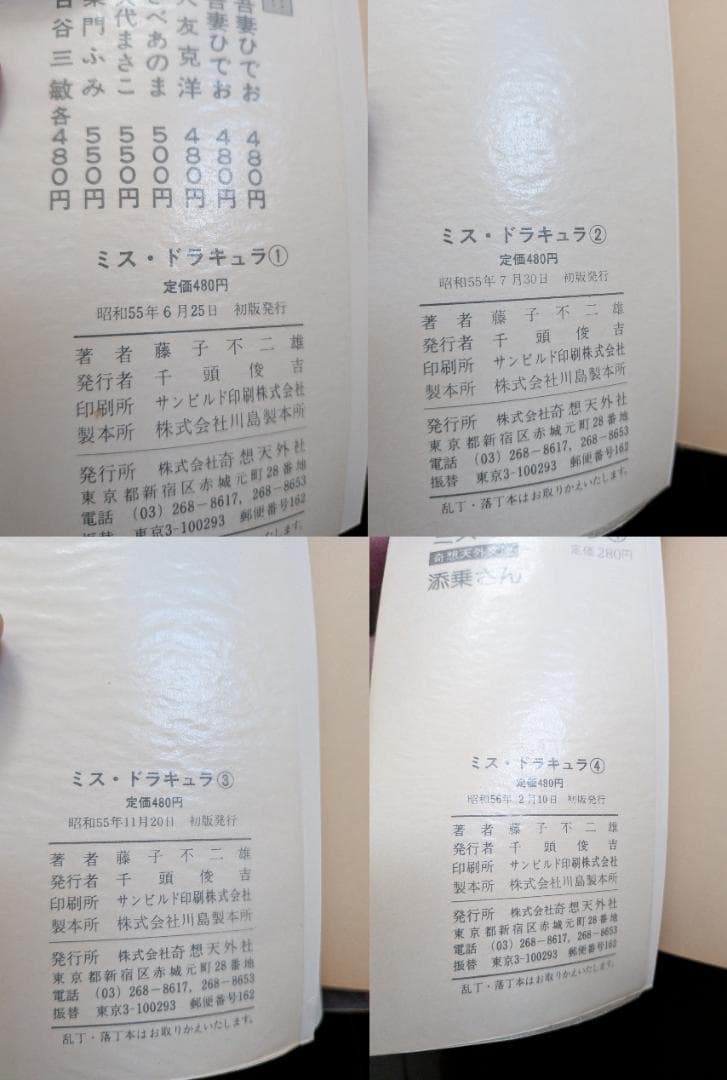 吾妻ひでお 480円
吾妻ひでお 480円
友克洋 480円
べあのま 500円
代まさこ 550円
門ふみ 550円
谷三敏 各480円
ミス・ドラキュラ①
定価480円
昭和55年6月25日 初版発行
著者 藤子不二雄
発行者 千頭俊吉
印刷所 サンビルド印刷株式会社
製本所 株式会社川島製本所
発行所 株式会社奇想天外社
東京都新宿区赤城元町28番地
電話 (03)268-8617, 268-8653
振替 東京3-100293 郵便番号162
ミス・ドラキュラ②
定価480円
昭和55年7月30日 初版発行
著者 藤子不二雄
発行者 千頭俊吉
印刷所 サンビルド印刷株式会社
製本所 株式会社川島製本所
発行所 株式会社奇想天外社
東京都新宿区赤城元町28番地
電話 (03)268-8617, 268-8653
振替 東京3-100293 郵便番号162
乱丁・落丁本はお取りかえいたします。
ミス・ドラキュラ③
定価480円
昭和55年11月20日 初版発行
著者 藤子不二雄
発行者 千頭俊吉
印刷所 サンビルド印刷株式会社
製本所 株式会社川島製本所
発行所 株式会社奇想天外社
東京都新宿区赤城元町28番地
電話 (03)268-8617, 268-8653
振替 東京3-100293 郵便番号162
乱丁・落丁本はお取りかえいたします。
定価280円
奇想天外
添乗さん
ミス・ドラキュラ④
定価480円
昭和56年2月10日 初版発行
著者 藤子不二雄
発行者 千頭俊吉
印刷所 サンビルド印刷株式会社
製本所 株式会社川島製本所
発行所 株式会社奇想天外社
東京都新宿区赤城元町28番地
電話 (03)268-8617, 268-8653
振替 東京3-100293 郵便番号162
乱丁・落丁本はお取りかえいたします。